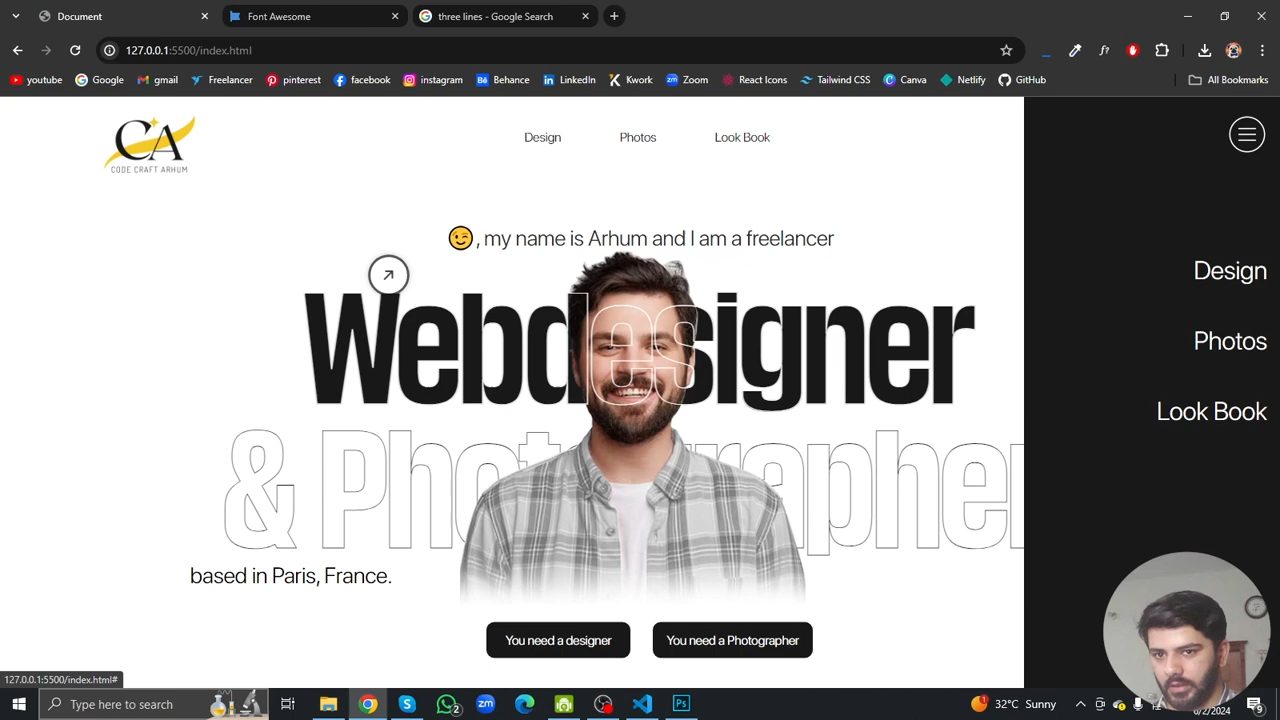 Document
Font Awesome
three lines - Google Search
127.0.0.1:5500/index.html
youtube
Google
gmail
Freelancer
pinterest
facebook
instagram
Behance
LinkedIn
Kwork
Zoom
React Icons
Tailwind CSS
Canva
Netlify
GitHub
All Bookmarks
CA
CODE CRAFT ARHUM
Design
Photos
Look Book
, my name is Arhum and I am a freelancer
Webdesigner
based in Paris, France.
You need a designer
You need a Photographer
Design
Photos
Look Book
127.0.0.1:5500/index.html#
Type here to search
32°C Sunny